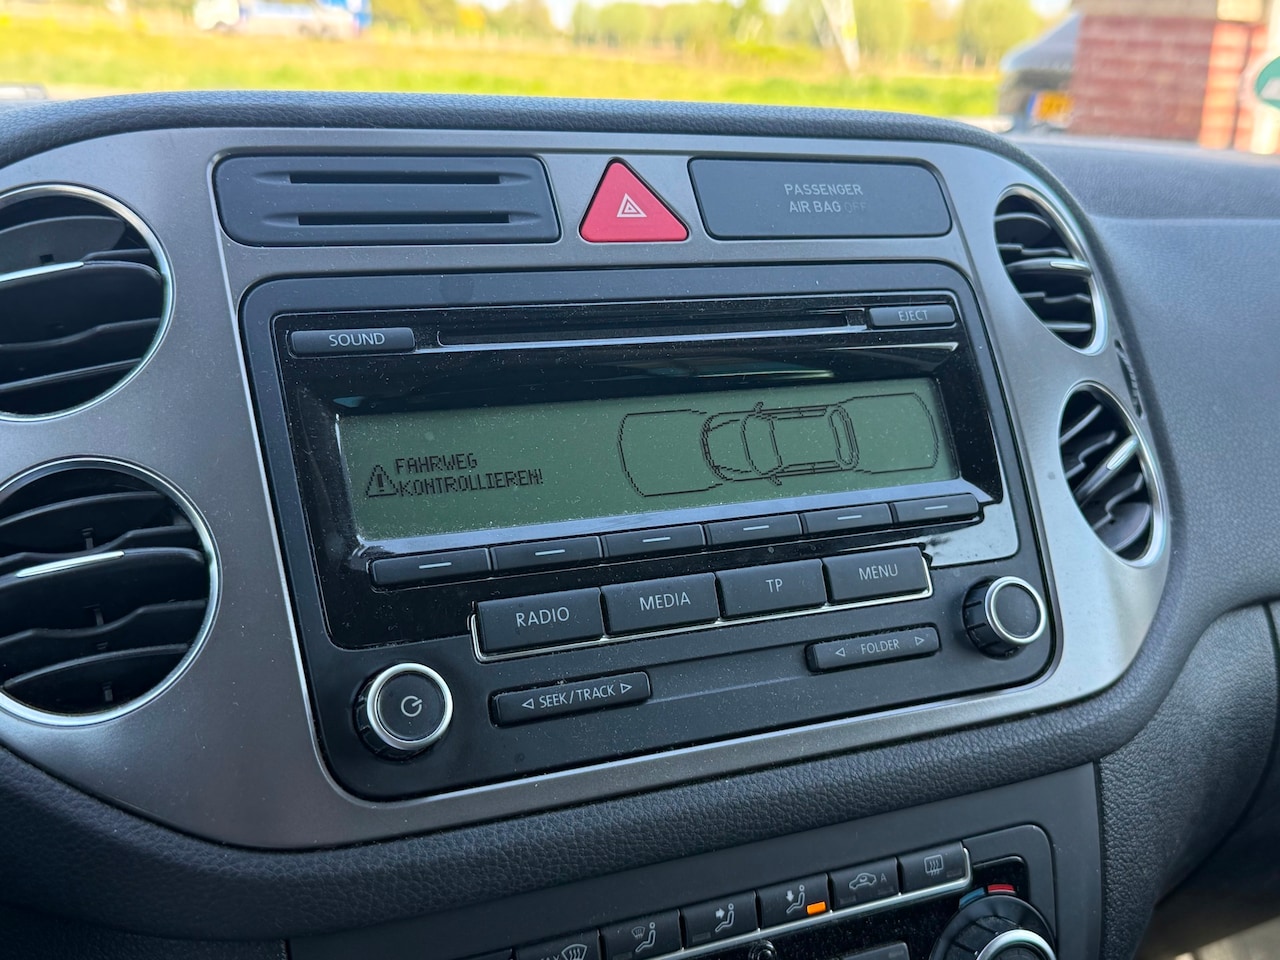 PASSENGER
AIR BAG OFF
SOUND
EJECT
FAHRWEG
KONTROLLIEREN!
RADIO
MEDIA
TP
MENU
SEEK/TRACK
FOLDER
A